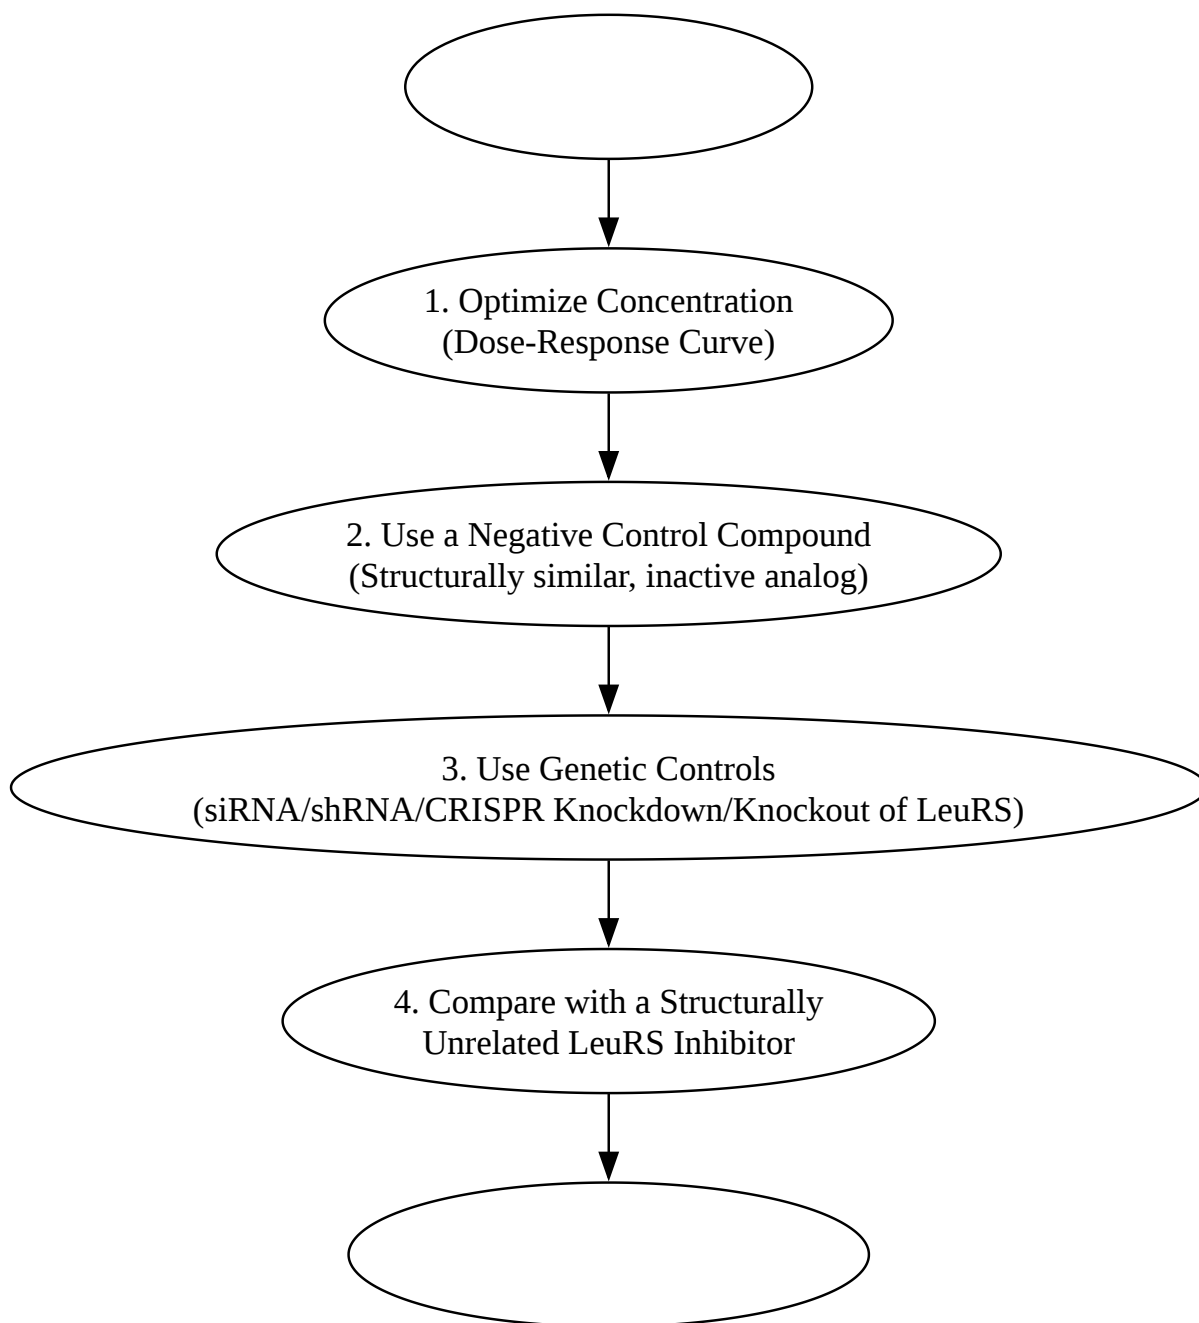 1. Optimize Concentration
(Dose-Response Curve)
2. Use a Negative Control Compound
(Structurally similar, inactive analog)
3. Use Genetic Controls
(siRNA/shRNA/CRISPR Knockdown/Knockout of LeuRS)
4. Compare with a Structurally
Unrelated LeuRS Inhibitor